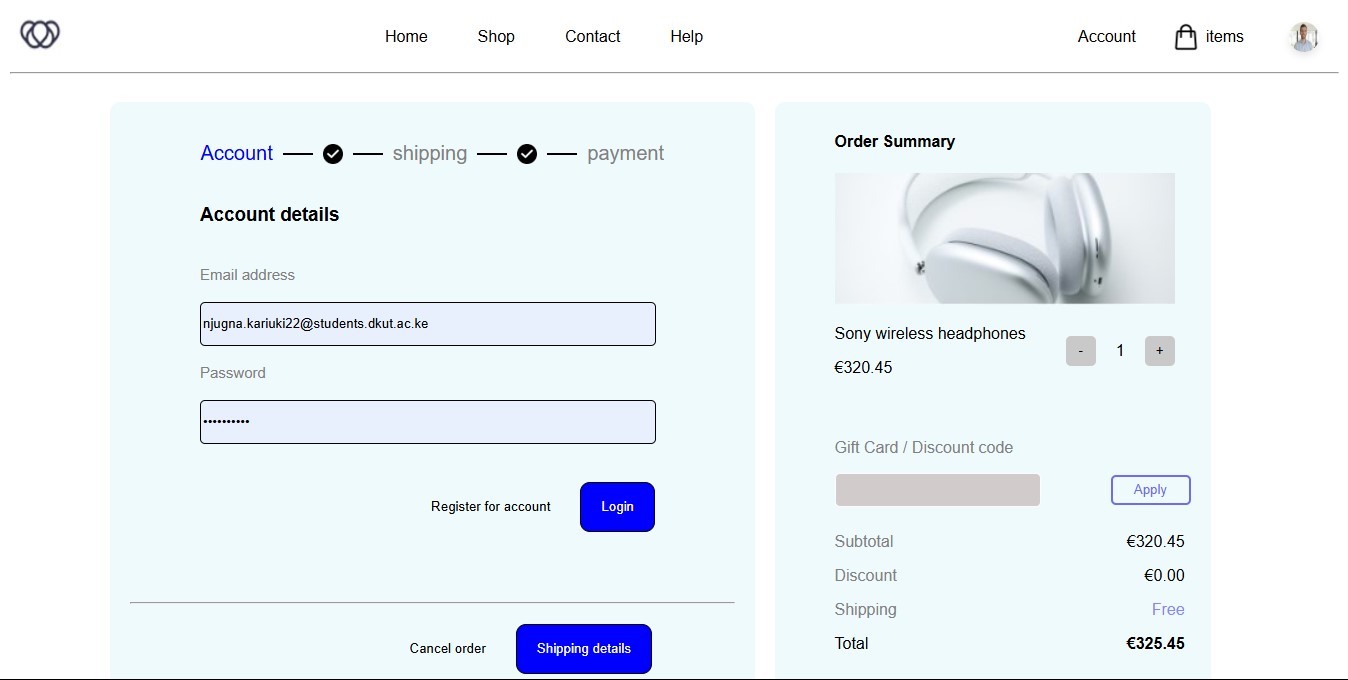 Home Shop Contact Help Account items
Account shipping payment
Account details
Email address
njugna.kariuki22@students.dkut.ac.ke
Password
••••••••••
Register for account Login
Cancel order Shipping details
Order Summary
Sony wireless headphones
€320.45
- 1 +
Gift Card / Discount code
Apply
Subtotal €320.45
Discount €0.00
Shipping Free
Total €325.45